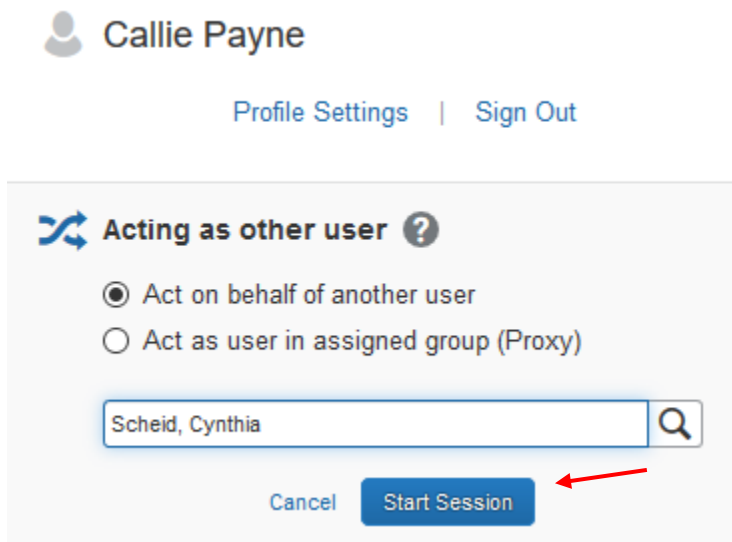 Callie Payne
Profile Settings | Sign Out
Acting as other user ?
Act on behalf of another user
Act as user in assigned group (Proxy)
Scheid, Cynthia
Cancel Start Session